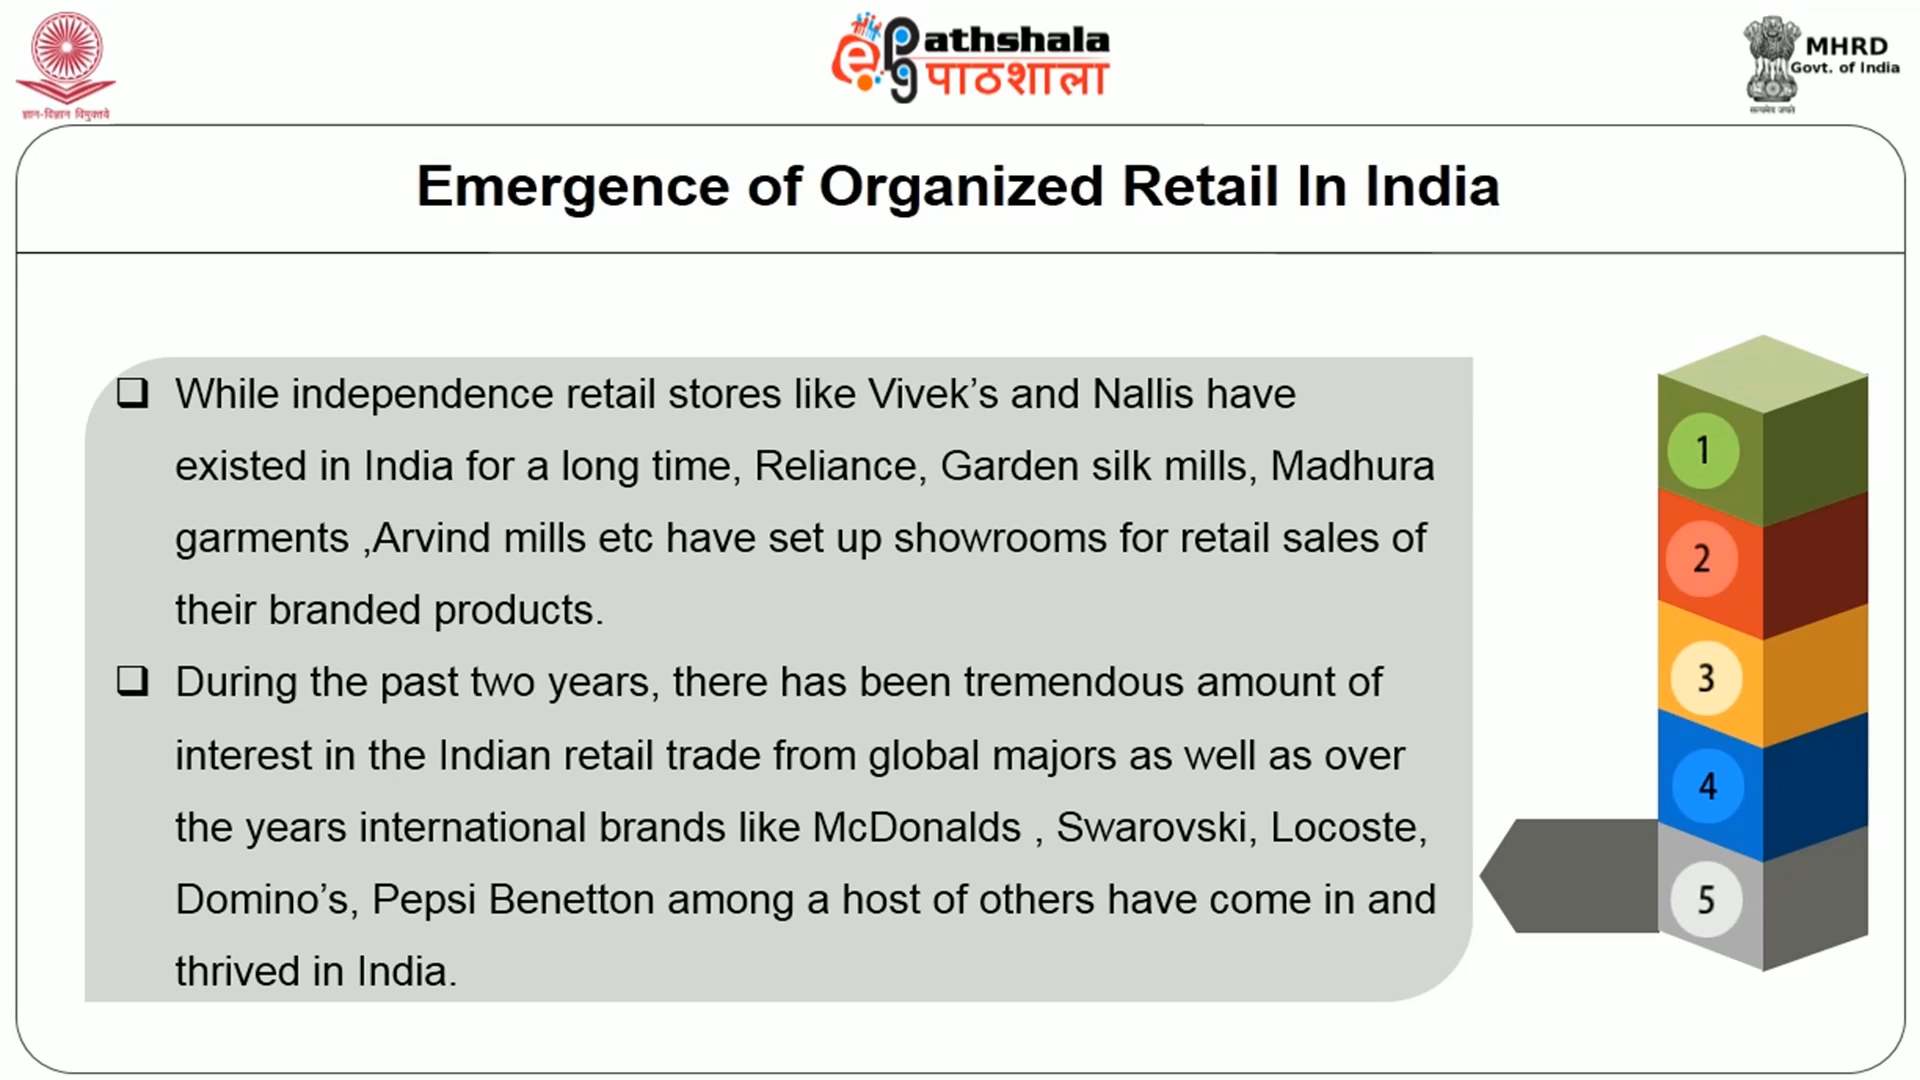 ज्ञान-विज्ञान विमुक्तये
e
pg
athshala
पाठशाला
MHRD
Govt. of India
सत्यमेव जयते
Emergence of Organized Retail In India
While independence retail stores like Vivek’s and Nallis have
existed in India for a long time, Reliance, Garden silk mills, Madhura
garments ,Arvind mills etc have set up showrooms for retail sales of
their branded products.
During the past two years, there has been tremendous amount of
interest in the Indian retail trade from global majors as well as over
the years international brands like McDonalds , Swarovski, Locoste,
Domino’s, Pepsi Benetton among a host of others have come in and
thrived in India.
1
2
3
4
5